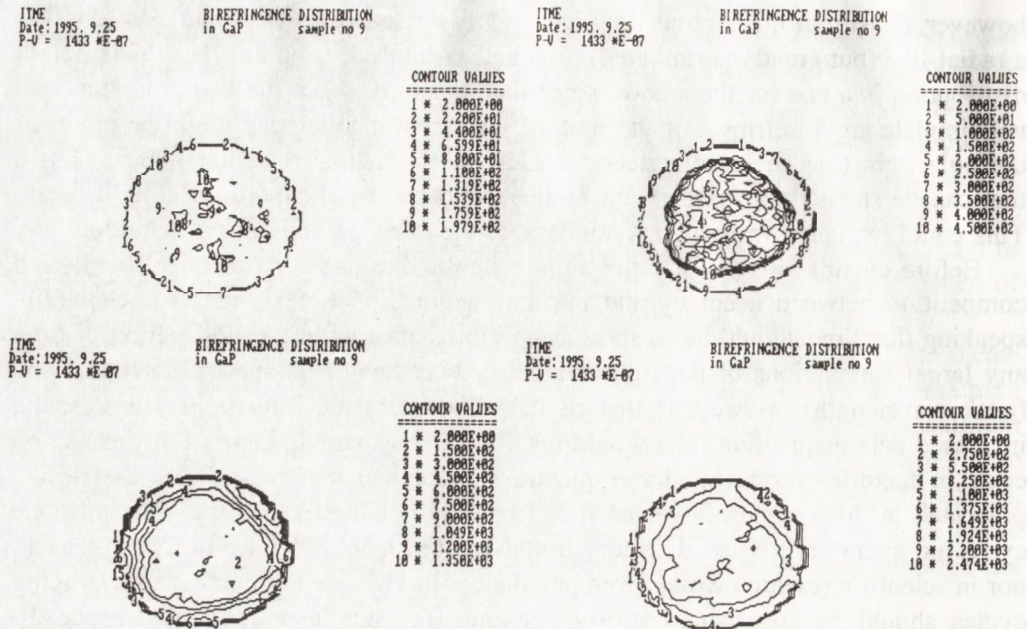 ITME BIREFRINGENCE DISTRIBUTION
Date:1995. 9.25 in GaP sample no 9
P-V = 1433 *E-07
CONTOUR VALUES
1 * 2.000E+00
2 * 2.200E+01
3 * 4.400E+01
4 * 6.599E+01
5 * 8.800E+01
6 * 1.100E+02
7 * 1.319E+02
8 * 1.539E+02
9 * 1.759E+02
10 * 1.979E+02
ITME BIREFRINGENCE DISTRIBUTION
Date:1995. 9.25 in GaP sample no 9
P-V = 1433 *E-07
CONTOUR VALUES
1 * 2.000E+00
2 * 5.000E+01
3 * 1.000E+02
4 * 1.500E+02
5 * 2.000E+02
6 * 2.500E+02
7 * 3.000E+02
8 * 3.500E+02
9 * 4.000E+02
10 * 4.500E+02
ITME BIREFRINGENCE DISTRIBUTION
Date:1995. 9.25 in GaP sample no 9
P-V = 1433 *E-07
CONTOUR VALUES
1 * 2.000E+00
2 * 1.500E+02
3 * 3.000E+02
4 * 4.500E+02
5 * 6.000E+02
6 * 7.500E+02
7 * 9.000E+02
8 * 1.049E+03
9 * 1.200E+03
10 * 1.350E+03
ITME BIREFRINGENCE DISTRIBUTION
Date:1995. 9.25 in GaP sample no 9
P-V = 1433 *E-07
CONTOUR VALUES
1 * 2.000E+00
2 * 2.750E+02
3 * 5.500E+02
4 * 8.250E+02
5 * 1.100E+03
6 * 1.375E+03
7 * 1.649E+03
8 * 1.924E+03
9 * 2.200E+03
10 * 2.474E+03